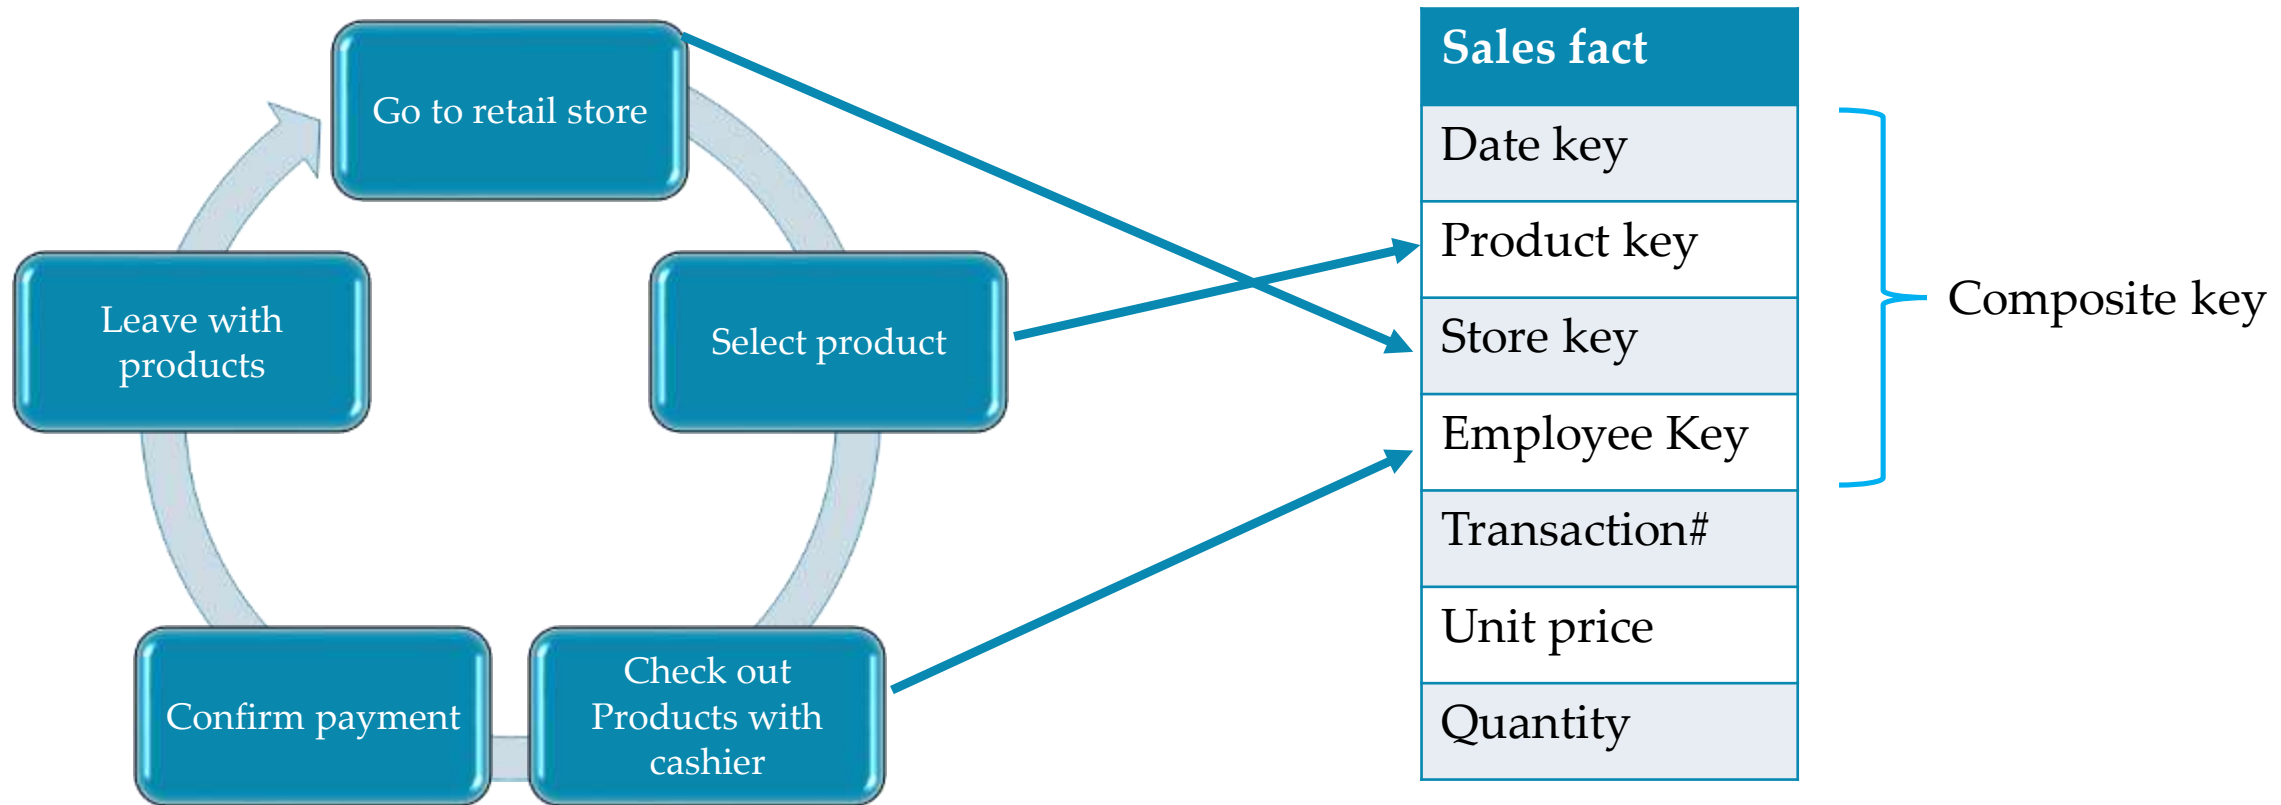 Go to retail store
Select product
Check out
Products with
cashier
Confirm payment
Leave with
products
Sales fact
Date key
Product key
Store key
Employee Key
Transaction#
Unit price
Quantity
Composite key